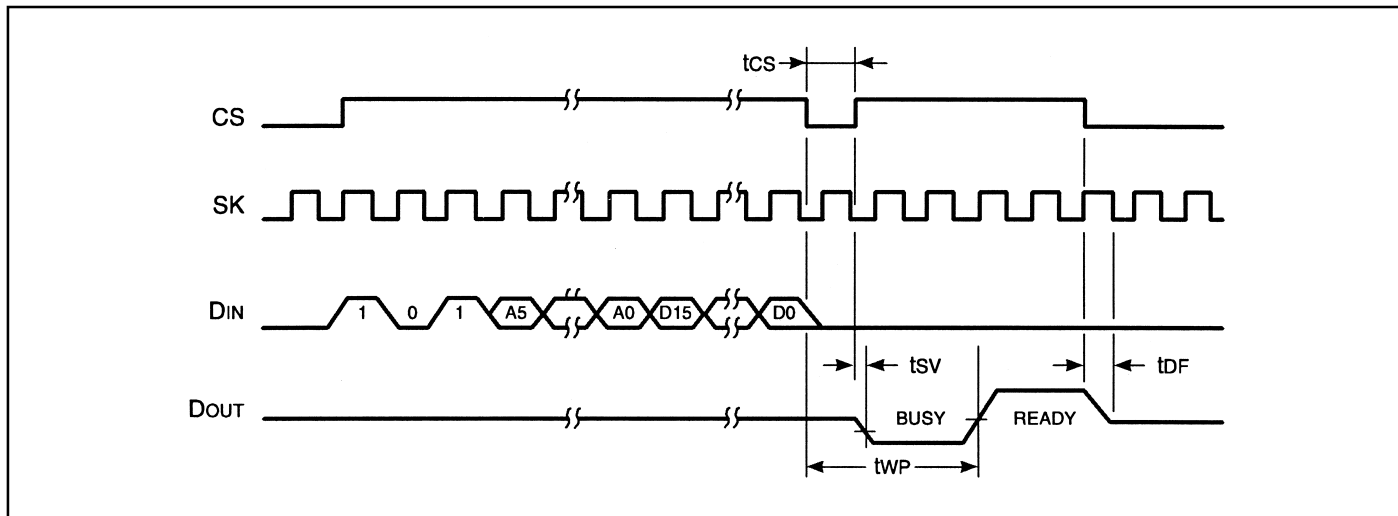 tCS
CS
SK
DIN 1 0 1 A5 A0 D15 D0
tSV tDF
DOUT BUSY READY
tWP